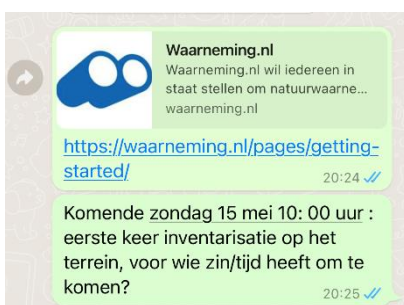 Waarneming.nl
Waarneming.nl wil iedereen in
staat stellen om natuurwaarne...
waarneming.nl
https://waarneming.nl/pages/getting-
started/
20:24
Komende zondag 15 mei 10: 00 uur :
eerste keer inventarisatie op het
terrein, voor wie zin/tijd heeft om te
komen?
20:25